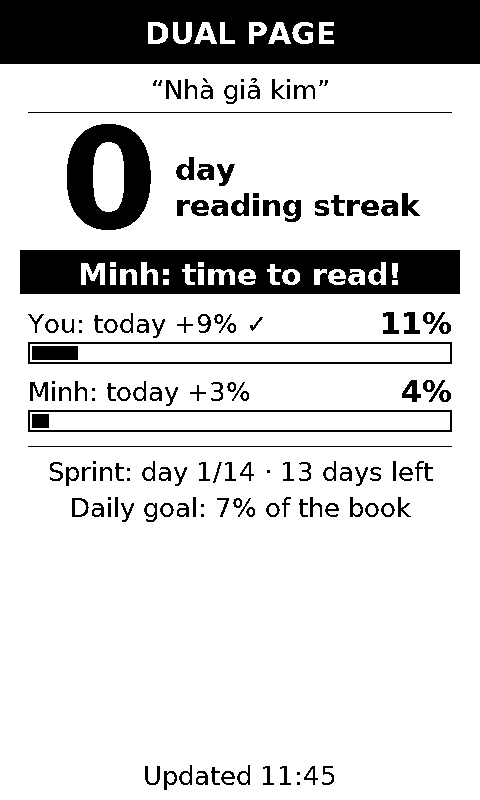 DUAL PAGE
“Nhà giả kim”
0 day
reading streak
Minh: time to read!
You: today +9% ✓ 11%
Minh: today +3% 4%
Sprint: day 1/14 · 13 days left
Daily goal: 7% of the book
Updated 11:45